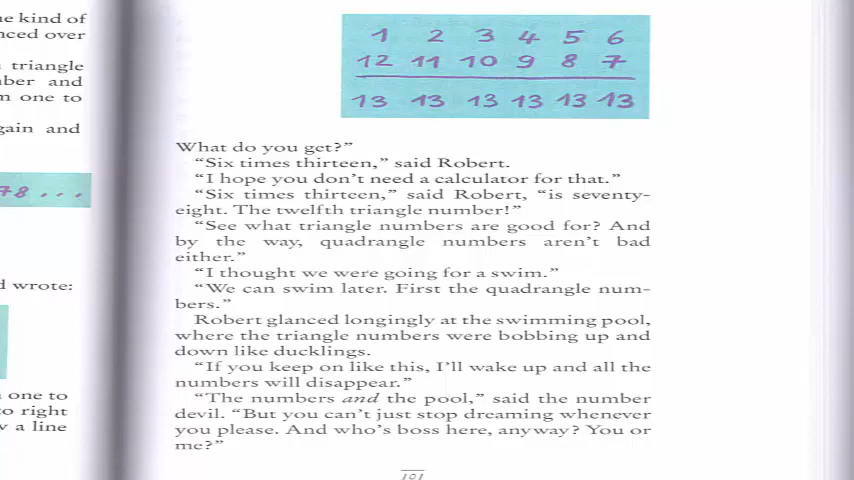 ne kind of
nced over
triangle
nber and
m one to
gain and
78 ...
d wrote:
one to
to right
w a line
1 2 3 4 5 6
12 11 10 9 8 7
13 13 13 13 13 13
What do you get?”
“Six times thirteen,” said Robert.
“I hope you don’t need a calculator for that.”
“Six times thirteen,” said Robert, “is seventy-
eight. The twelfth triangle number!”
“See what triangle numbers are good for? And
by the way, quadrangle numbers aren’t bad
either.”
“I thought we were going for a swim.”
“We can swim later. First the quadrangle num-
bers.”
Robert glanced longingly at the swimming pool,
where the triangle numbers were bobbing up and
down like ducklings.
“If you keep on like this, I’ll wake up and all the
numbers will disappear.”
“The numbers and the pool,” said the number
devil. “But you can’t just stop dreaming whenever
you please. And who’s boss here, anyway? You or
me?”
101